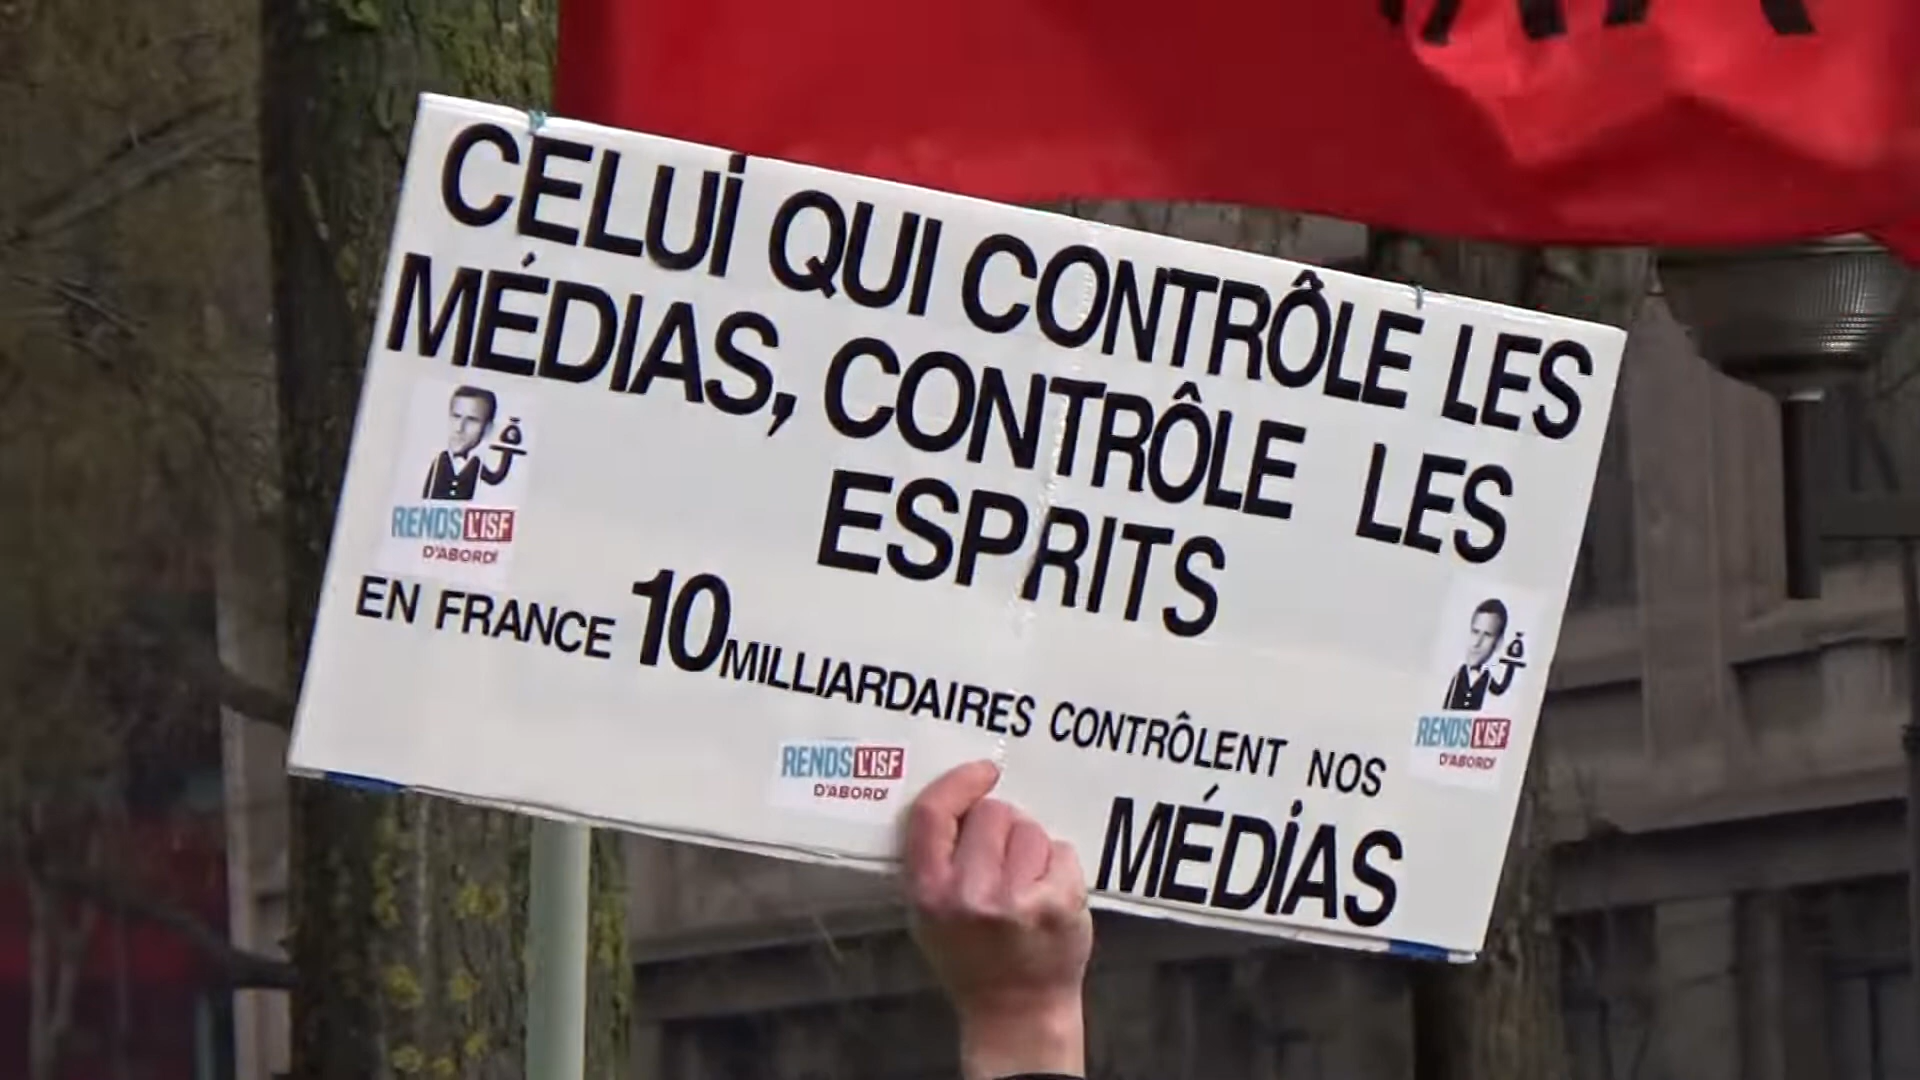 CELUI QUI CONTRÔLE LES
MÉDIAS, CONTRÔLE LES
ESPRITS
RENDS L'ISF
D'ABORD!
EN FRANCE 10 MILLIARDAIRES CONTRÔLENT NOS
MÉDIAS
RENDS L'ISF
D'ABORD!
RENDS L'ISF
D'ABORD!